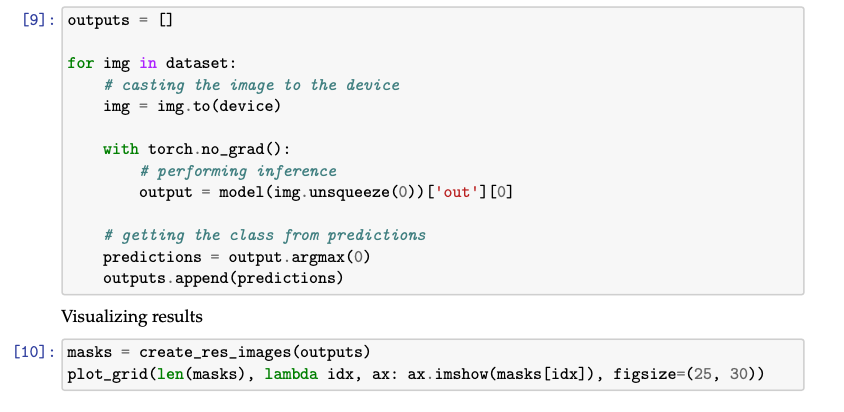 [9]: outputs = []
for img in dataset:
# casting the image to the device
img = img.to(device)
with torch.no_grad():
# performing inference
output = model(img.unsqueeze(0))['out'][0]
# getting the class from predictions
predictions = output.argmax(0)
outputs.append(predictions)
Visualizing results
[10]: masks = create_res_images(outputs)
plot_grid(len(masks), lambda idx, ax: ax.imshow(masks[idx]), figsize=(25, 30))